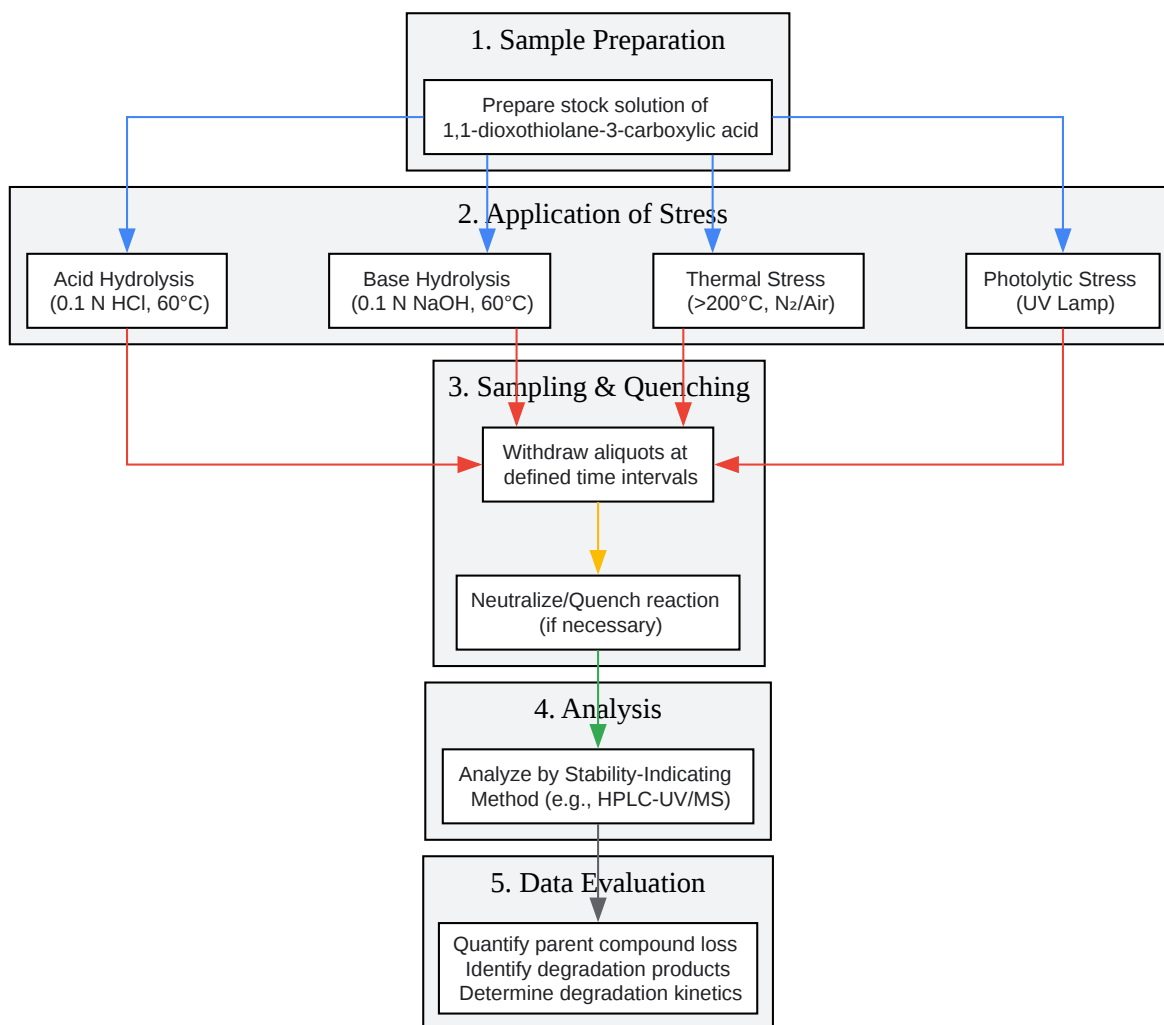 1. Sample Preparation
Prepare stock solution of
1,1-dioxothiolane-3-carboxylic acid
2. Application of Stress
Acid Hydrolysis
(0.1 N HCl, 60°C)
Base Hydrolysis
(0.1 N NaOH, 60°C)
Thermal Stress
(>200°C, N₂/Air)
Photolytic Stress
(UV Lamp)
3. Sampling & Quenching
Withdraw aliquots at
defined time intervals
Neutralize/Quench reaction
(if necessary)
4. Analysis
Analyze by Stability-Indicating
Method (e.g., HPLC-UV/MS)
5. Data Evaluation
Quantify parent compound loss
Identify degradation products
Determine degradation kinetics